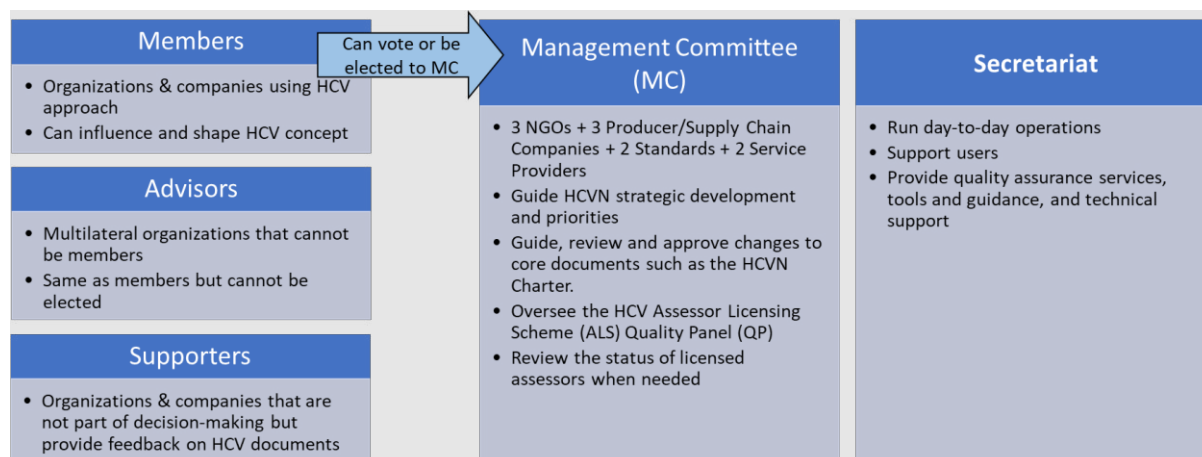 Members
• Organizations & companies using HCV
approach
• Can influence and shape HCV concept
Can vote or be
elected to MC
Advisors
• Multilateral organizations that cannot
be members
• Same as members but cannot be
elected
Supporters
• Organizations & companies that are
not part of decision-making but
provide feedback on HCV documents
Management Committee
(MC)
• 3 NGOs + 3 Producer/Supply Chain
Companies + 2 Standards + 2 Service
Providers
• Guide HCVN strategic development
and priorities
• Guide, review and approve changes to
core documents such as the HCVN
Charter.
• Oversee the HCV Assessor Licensing
Scheme (ALS) Quality Panel (QP)
• Review the status of licensed
assessors when needed
Secretariat
• Run day-to-day operations
• Support users
• Provide quality assurance services,
tools and guidance, and technical
support